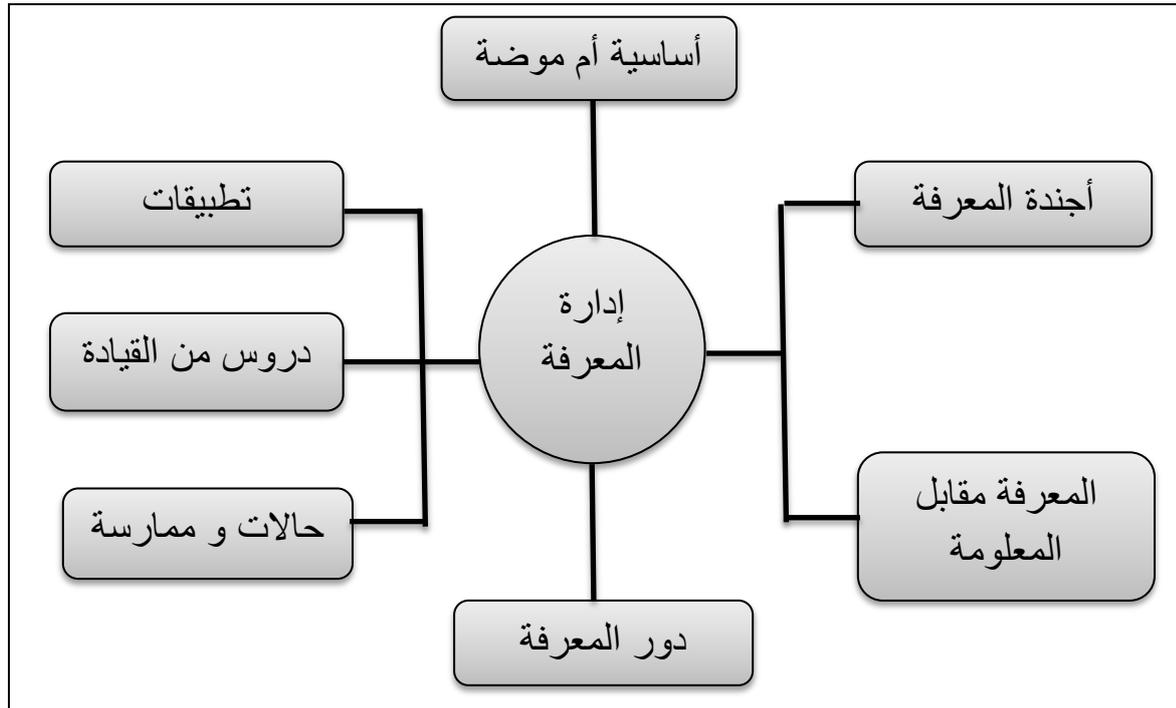 أساسية أم موضة
أجندة المعرفة
تطبيقات
إدارة
المعرفة
دروس من القيادة
المعرفة مقابل
المعلومة
حالات و ممارسة
دور المعرفة